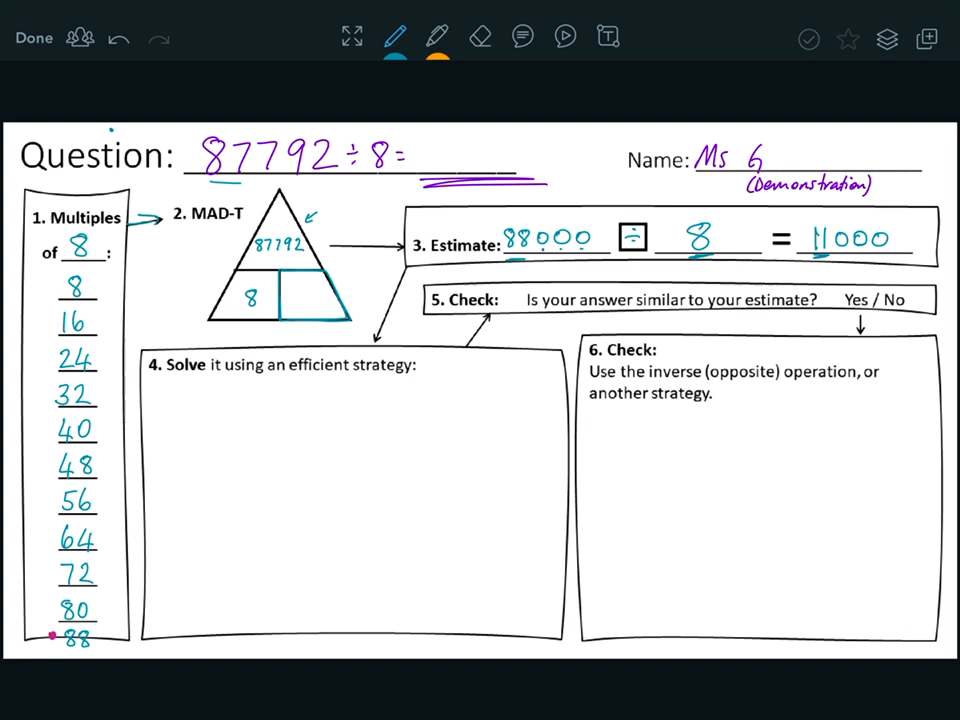 Done
Question: 87792 ÷ 8 =
Name: Ms G
(Demonstration)
1. Multiples
of 8 :
8
16
24
32
40
48
56
64
72
80
88
2. MAD-T
87792
8
3. Estimate: 88000 ÷ 8 = 11000
5. Check: Is your answer similar to your estimate? Yes / No
4. Solve it using an efficient strategy:
6. Check:
Use the inverse (opposite) operation, or
another strategy.